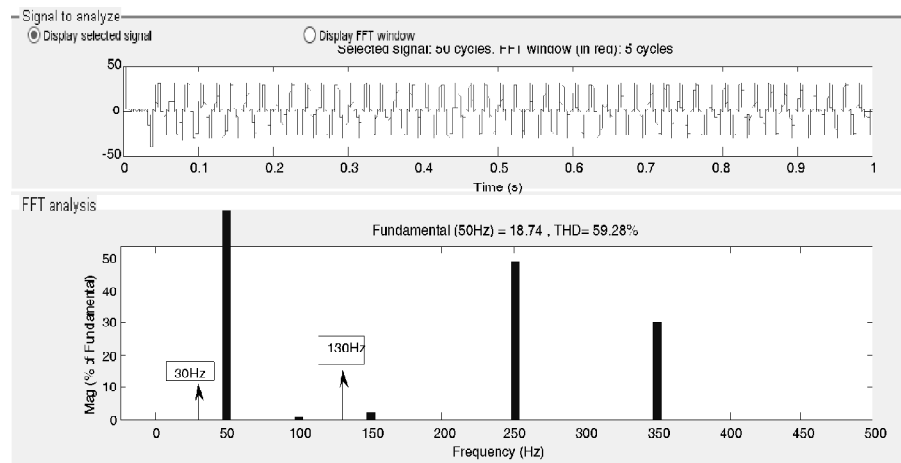 Signal to analyze
Display selected signal Display FFT window
Selected signal: 50 cycles. FFT window (in red): 5 cycles
50
0
-50
0 0.1 0.2 0.3 0.4 0.5 0.6 0.7 0.8 0.9 1
Time (s)
FFT analysis
Fundamental (50Hz) = 18.74 , THD= 59.28%
50
40
30
20
10
0
Mag (% of Fundamental)
30Hz
130Hz
0 50 100 150 200 250 300 350 400 450 500
Frequency (Hz)